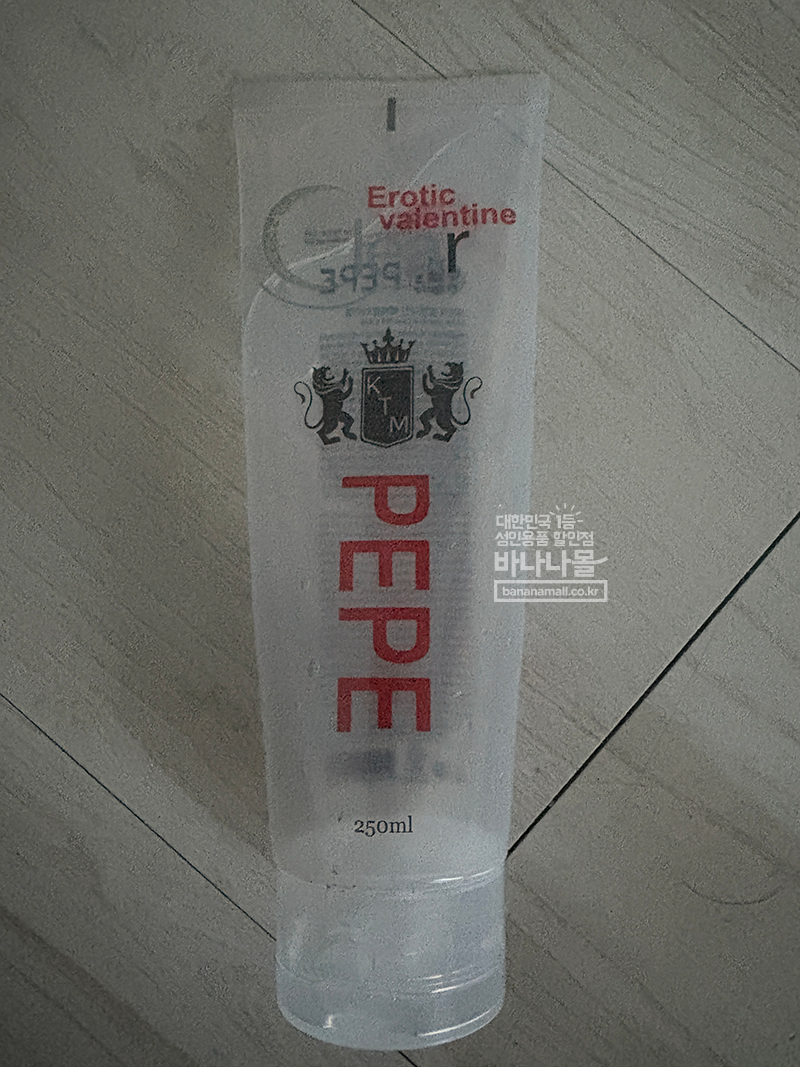 Erotic
valentine
Clear
KTM
PEPE
250ml
대한민국 1등
성인용품 할인점
바나나몰
bananamall.co.kr